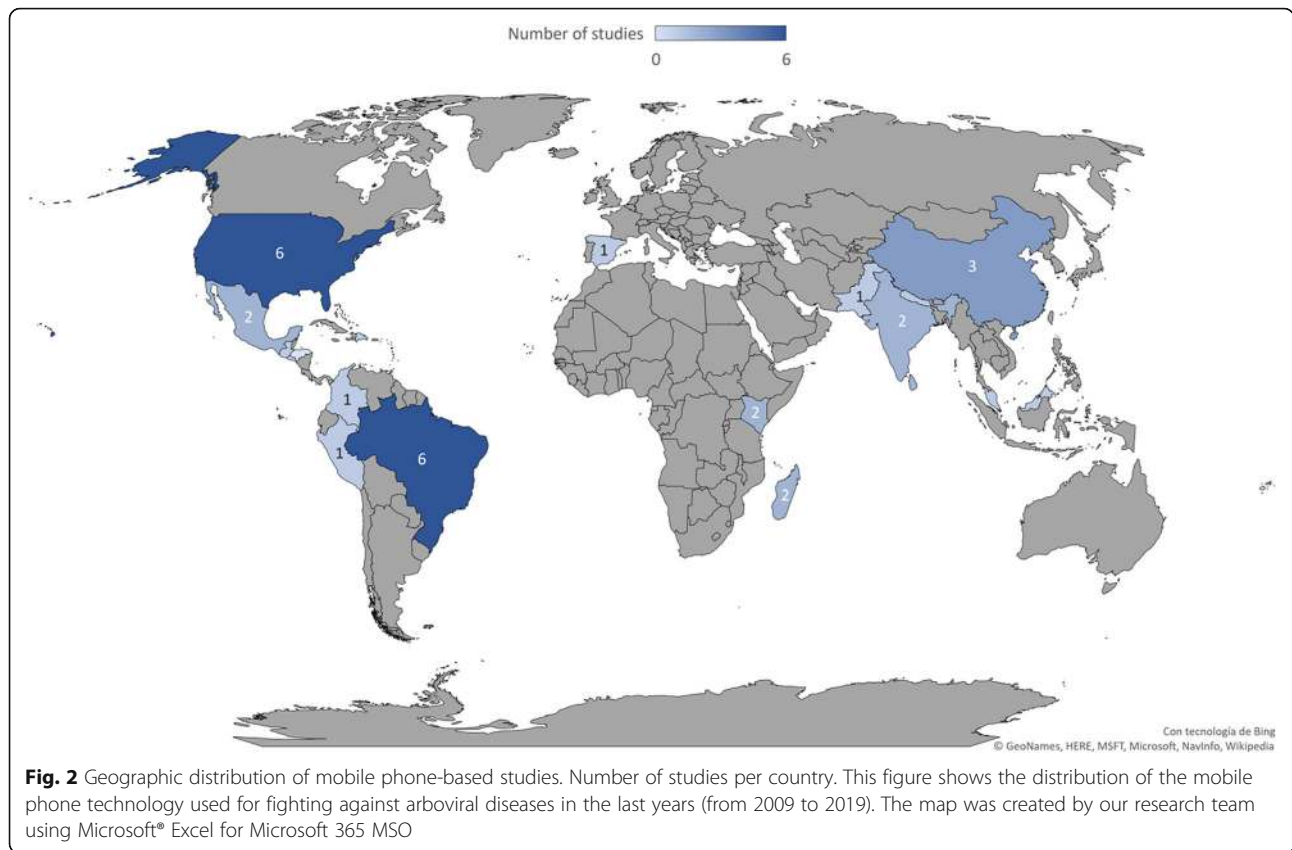 Number of studies
0 6
6
1
3
2
1
2
1
2
1
6
2
Con tecnología de Bing
© GeoNames, HERE, MSFT, Microsoft, NavInfo, Wikipedia
Fig. 2 Geographic distribution of mobile phone-based studies. Number of studies per country. This figure shows the distribution of the mobile
phone technology used for fighting against arboviral diseases in the last years (from 2009 to 2019). The map was created by our research team
using Microsoft® Excel for Microsoft 365 MSO